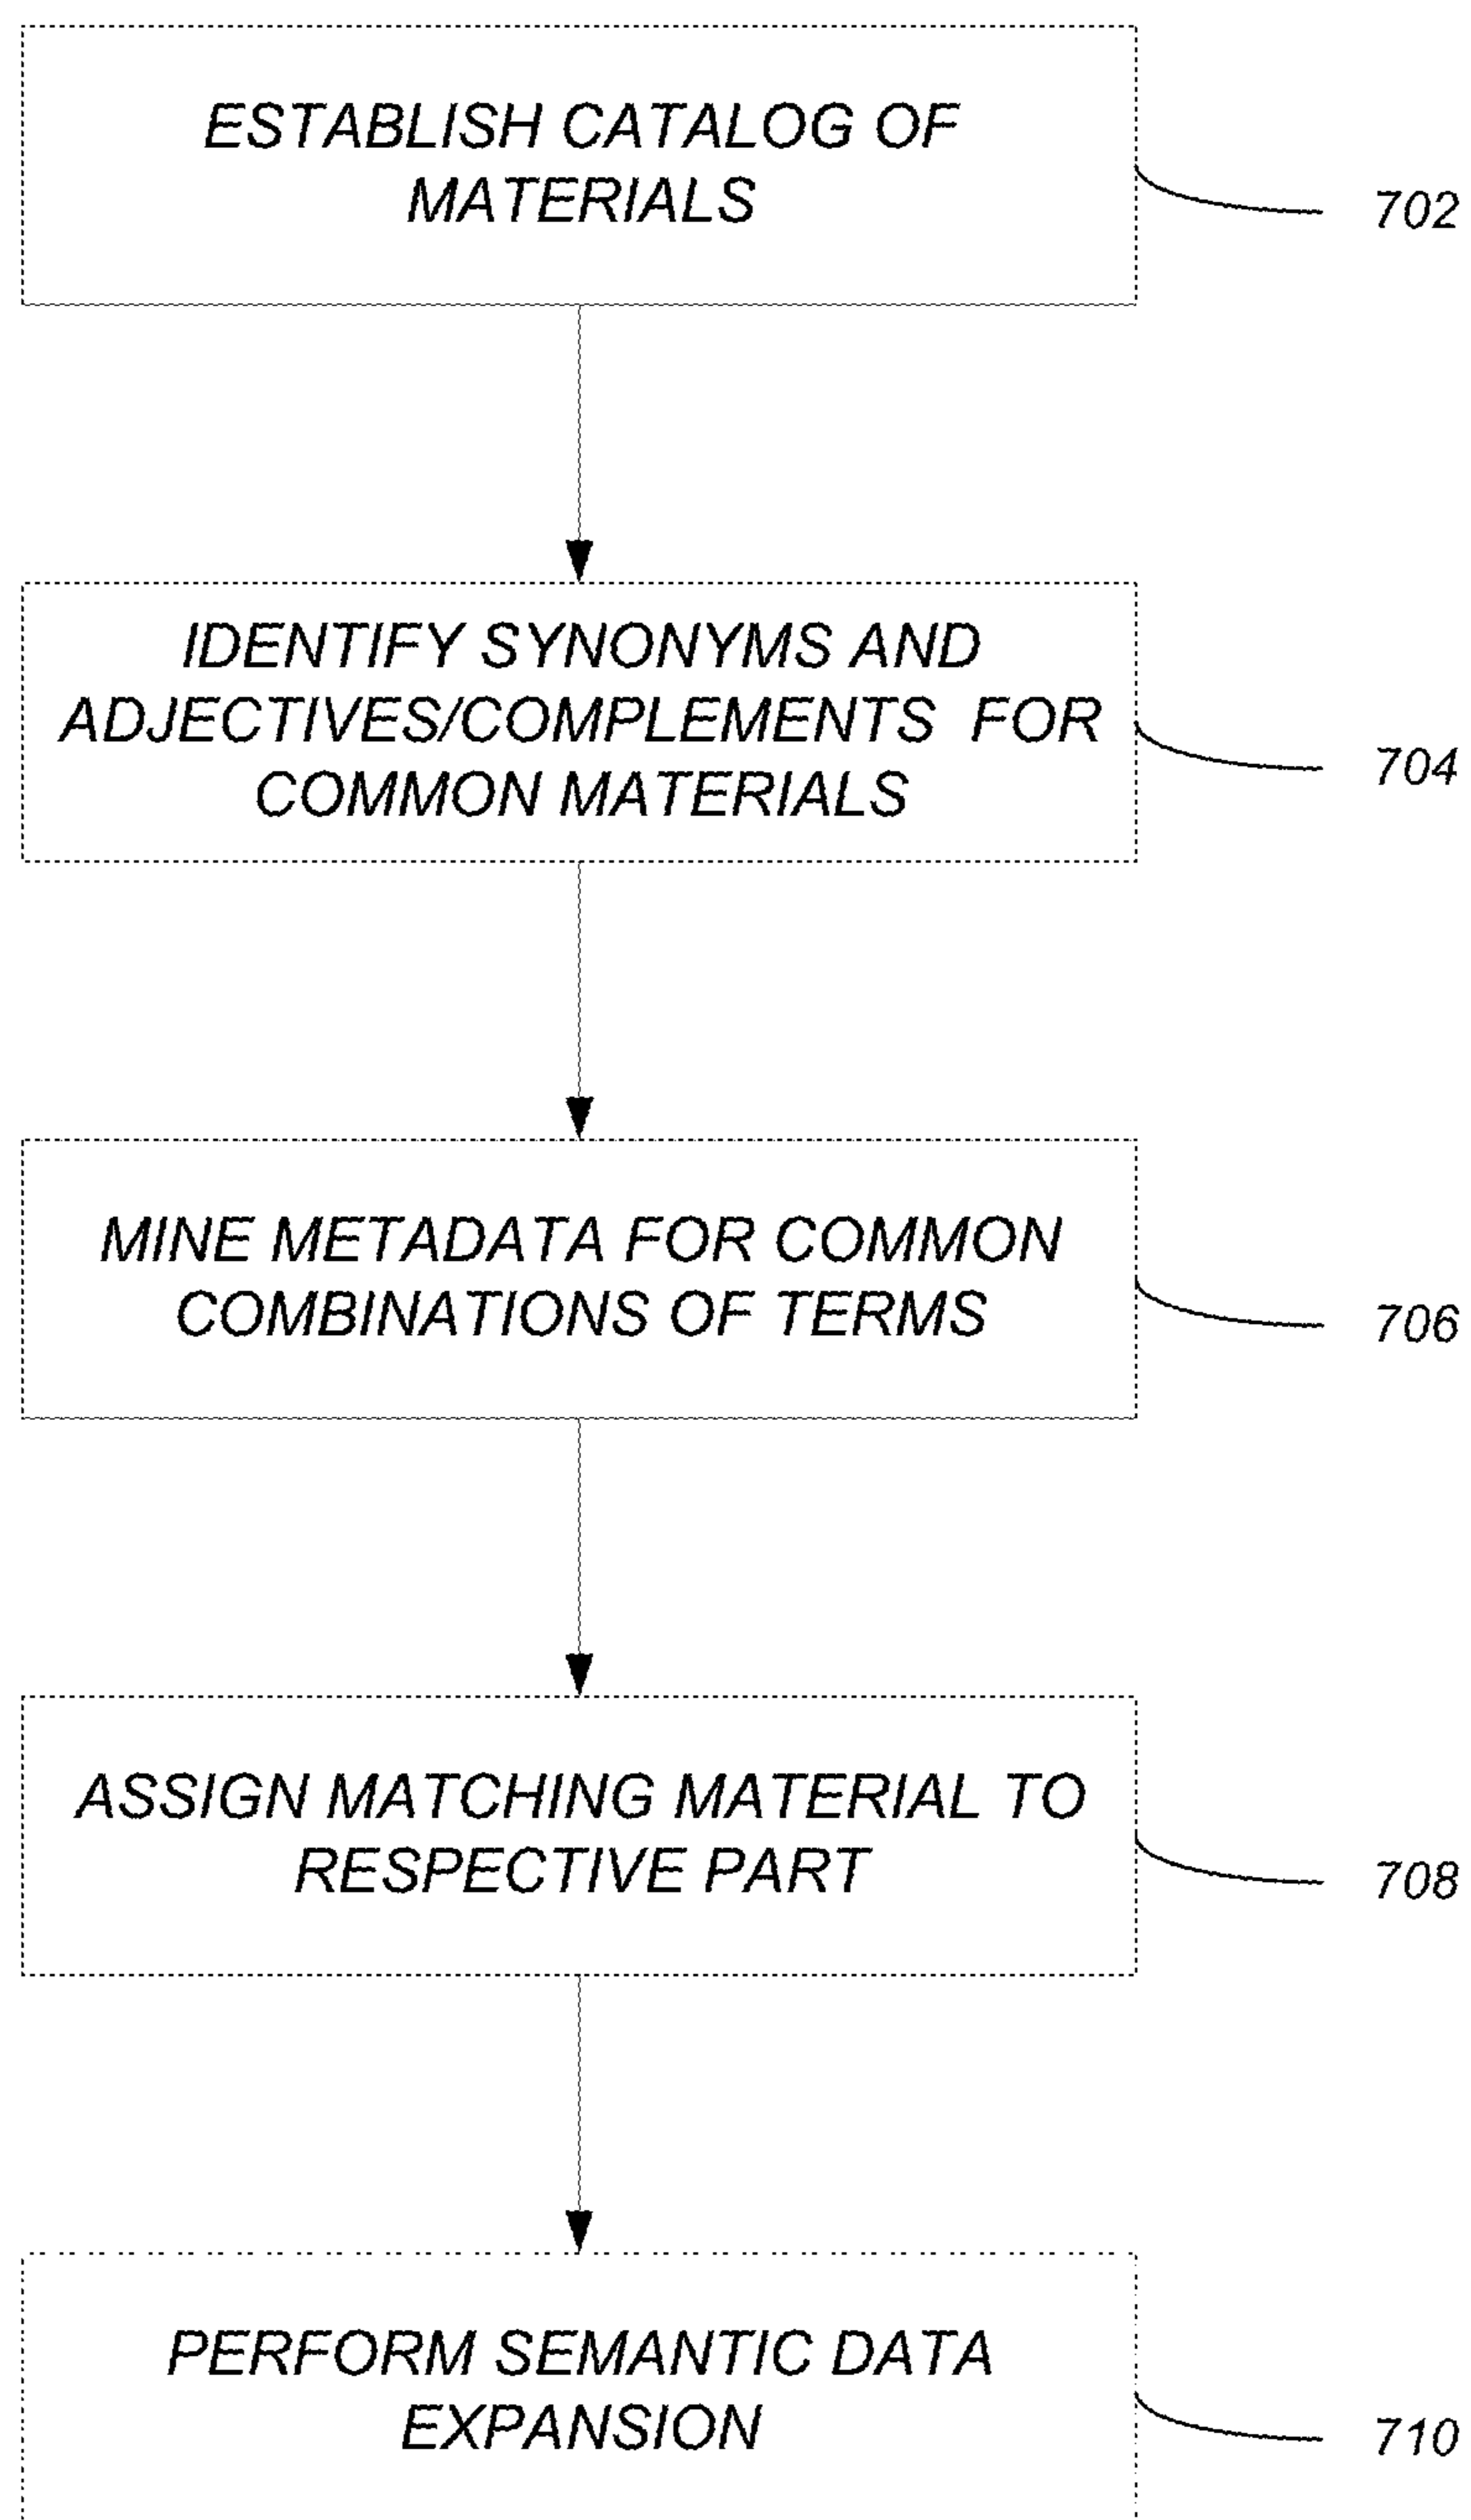 ESTABLISH CATALOG OF
MATERIALS
702
IDENTIFY SYNONYMS AND
ADJECTIVES/COMPLEMENTS FOR
COMMON MATERIALS
704
MINE METADATA FOR COMMON
COMBINATIONS OF TERMS
706
ASSIGN MATCHING MATERIAL TO
RESPECTIVE PART
708
PERFORM SEMANTIC DATA
EXPANSION
710